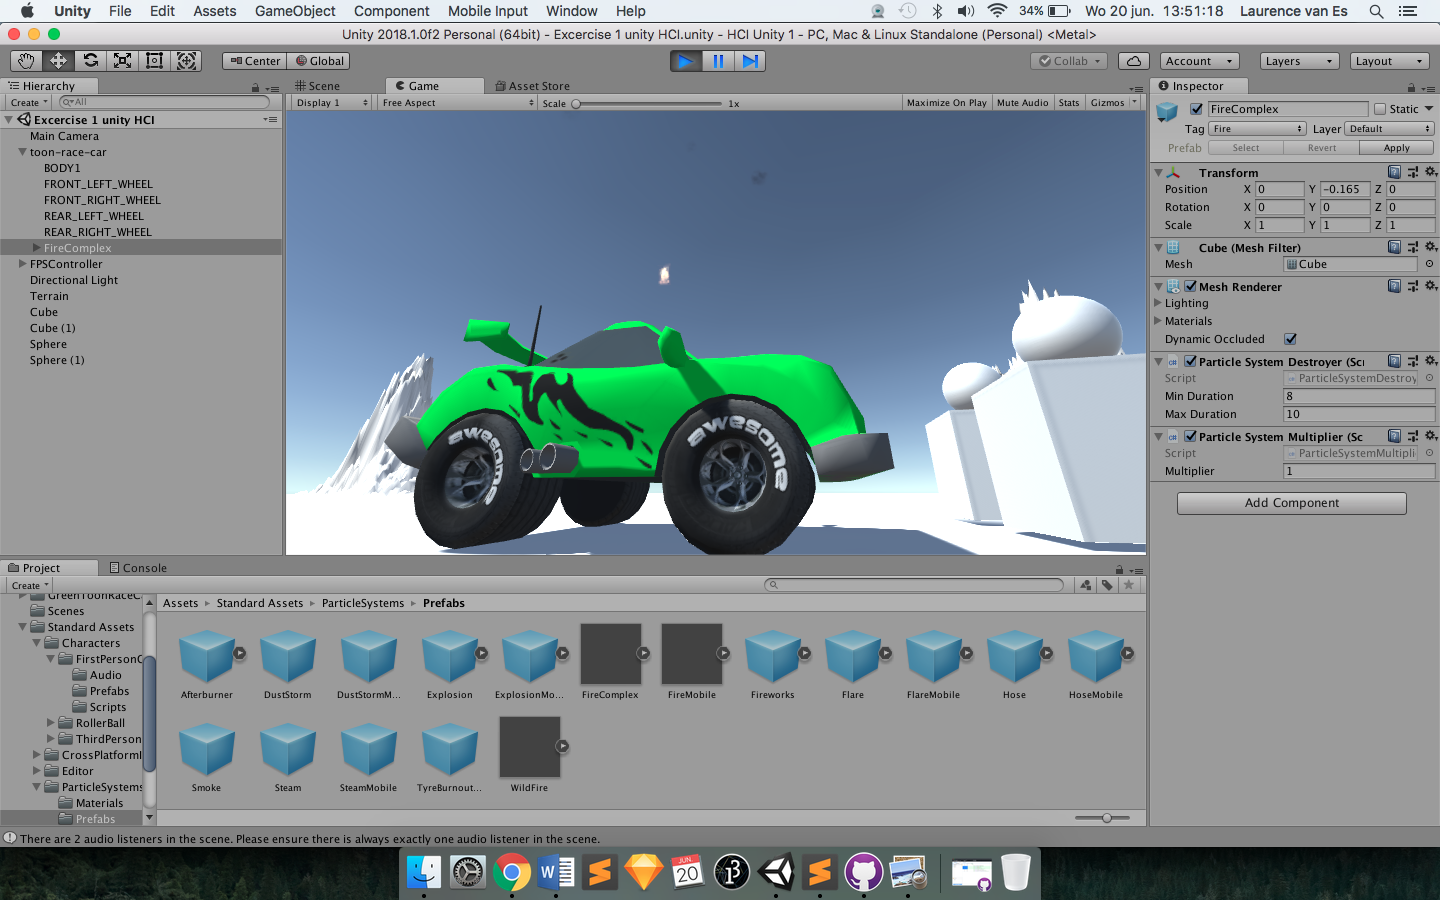 Unity File Edit Assets GameObject Component Mobile Input Window Help 34% Wo 20 jun. 13:51:18 Laurence van Es
Unity 2018.1.0f2 Personal (64bit) - Excercise 1 unity HCI.unity - HCI Unity 1 - PC, Mac & Linux Standalone (Personal) <Metal>
Center Global Collab Account Layers Layout
Hierarchy
Create All
Excercise 1 unity HCI
Main Camera
toon-race-car
BODY1
FRONT_LEFT_WHEEL
FRONT_RIGHT_WHEEL
REAR_LEFT_WHEEL
REAR_RIGHT_WHEEL
FireComplex
FPSController
Directional Light
Terrain
Cube
Cube (1)
Sphere
Sphere (1)
Scene Game Asset Store
Display 1 Free Aspect Scale 1x Maximize On Play Mute Audio Stats Gizmos
awesome
awesome
awesome
Inspector
FireComplex Static
Tag Fire Layer Default
Prefab Select Revert Apply
Transform
Position X 0 Y -0.165 Z 0
Rotation X 0 Y 0 Z 0
Scale X 1 Y 1 Z 1
Cube (Mesh Filter)
Mesh Cube
Mesh Renderer
Lighting
Materials
Dynamic Occluded
Particle System Destroyer (Scr
Script ParticleSystemDestroy
Min Duration 8
Max Duration 10
Particle System Multiplier (Sc
Script ParticleSystemMultipli
Multiplier 1
Add Component
Project Console
Create
GreenToonRaceC
Scenes
Standard Assets
Characters
FirstPersonC
Audio
Prefabs
Scripts
RollerBall
ThirdPerson
CrossPlatformI
Editor
ParticleSystems
Materials
Prefabs
Assets Standard Assets ParticleSystems Prefabs
Afterburner DustStorm DustStormM... Explosion ExplosionMo... FireComplex FireMobile Fireworks Flare FlareMobile Hose HoseMobile
Smoke Steam SteamMobile TyreBurnout... WildFire
There are 2 audio listeners in the scene. Please ensure there is always exactly one audio listener in the scene.
JUN.
20
13